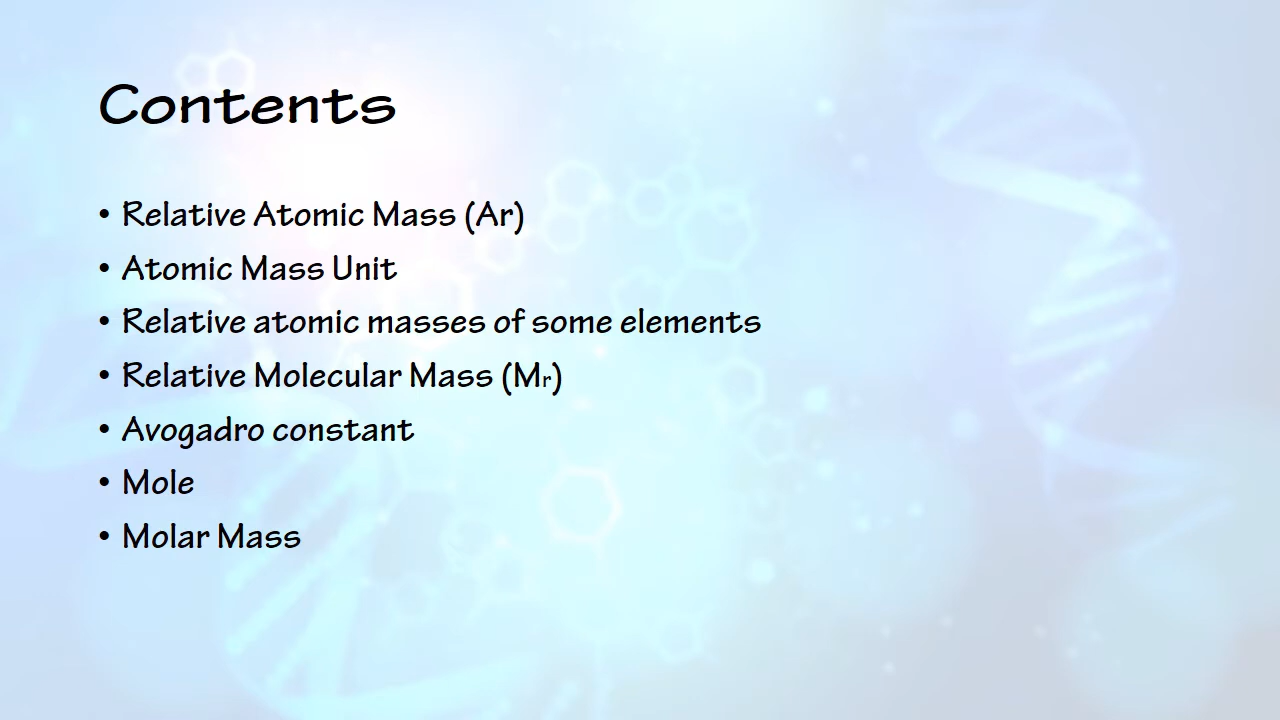 Contents
• Relative Atomic Mass (Ar)
• Atomic Mass Unit
• Relative atomic masses of some elements
• Relative Molecular Mass (Mr)
• Avogadro constant
• Mole
• Molar Mass